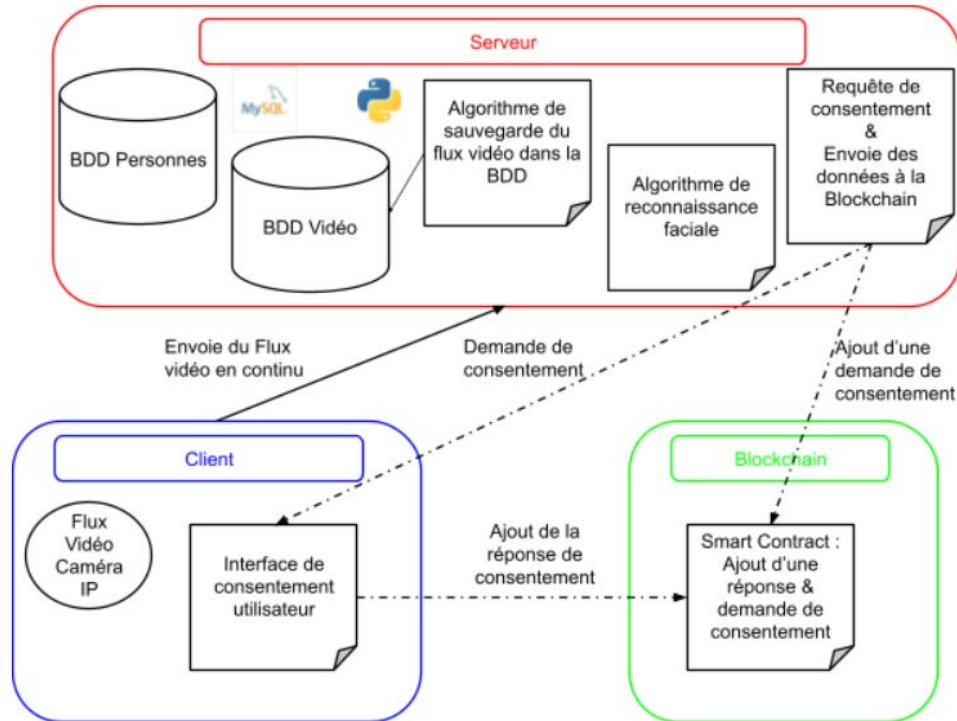 Serveur
BDD Personnes
MySQL
BDD Vidéo
Algorithme de
sauvegarde du
flux vidéo dans la
BDD
Algorithme de
reconnaissance
faciale
Requête de
consentement
&
Envoie des
données à la
Blockchain
Envoie du Flux
vidéo en continu
Demande de
consentement
Ajout d'une
demande de
consentement
Client
Flux
Vidéo
Caméra
IP
Interface de
consentement
utilisateur
Ajout de la
réponse de
consentement
Blockchain
Smart Contract :
Ajout d'une
réponse &
demande de
consentement